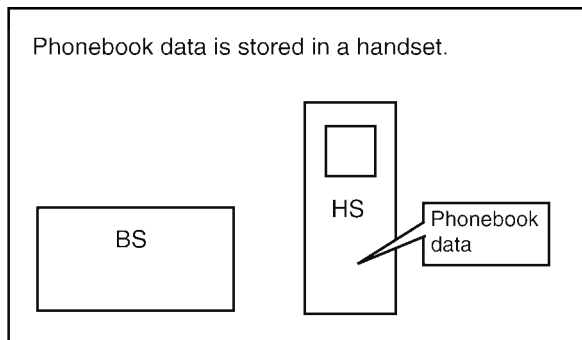 Phonebook data is stored in a handset.
HS
BS
Phonebook
data